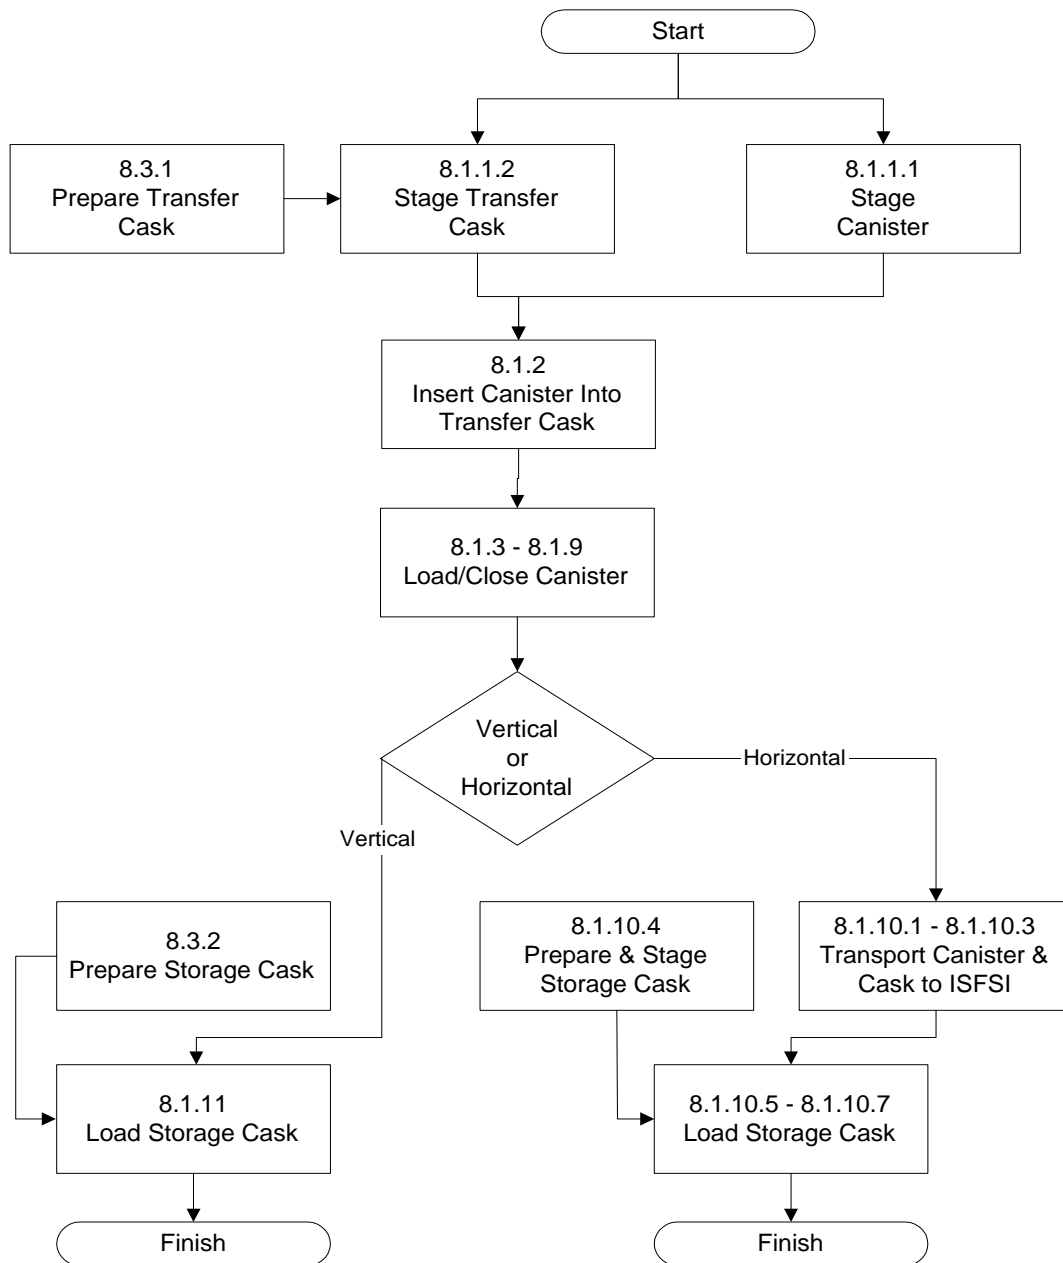 Start
8.3.1
Prepare Transfer
Cask
8.1.1.2
Stage Transfer
Cask
8.1.1.1
Stage
Canister
8.1.2
Insert Canister Into
Transfer Cask
8.1.3 - 8.1.9
Load/Close Canister
Vertical
or
Horizontal
Horizontal
Vertical
8.3.2
Prepare Storage Cask
8.1.10.4
Prepare & Stage
Storage Cask
8.1.10.1 - 8.1.10.3
Transport Canister &
Cask to ISFSI
8.1.11
Load Storage Cask
8.1.10.5 - 8.1.10.7
Load Storage Cask
Finish
Finish